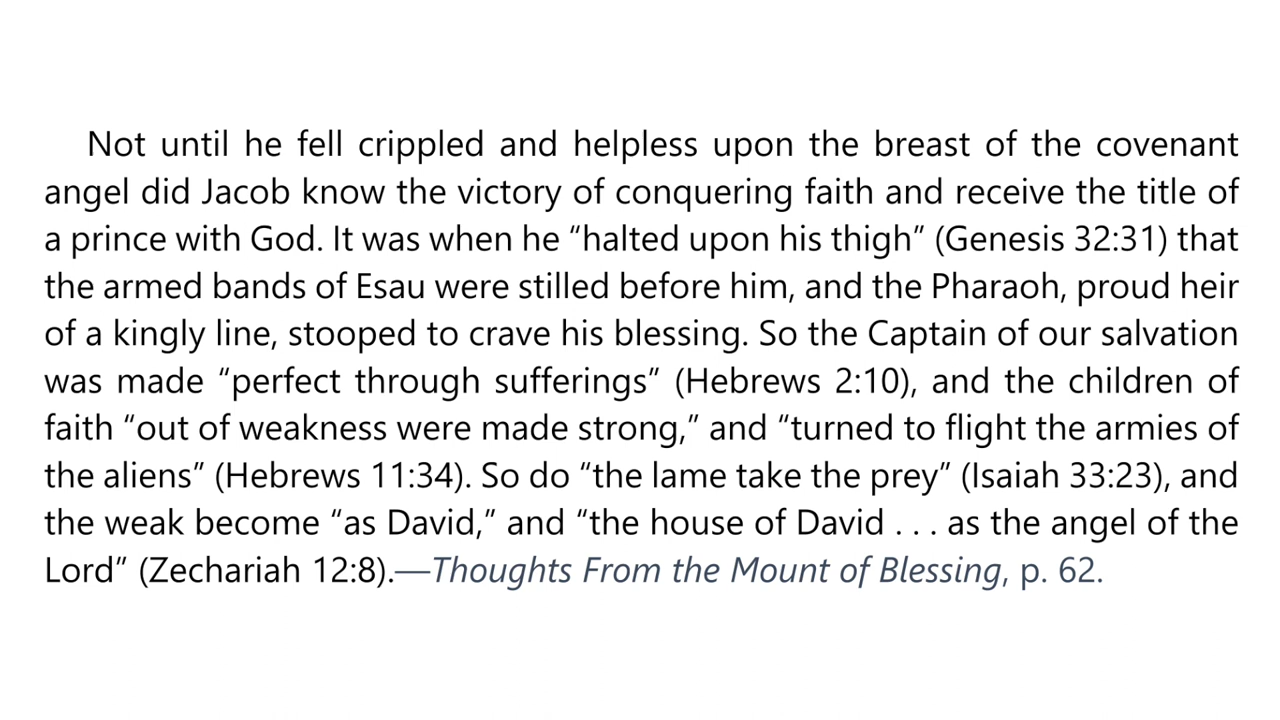 Not until he fell crippled and helpless upon the breast of the covenant
angel did Jacob know the victory of conquering faith and receive the title of
a prince with God. It was when he “halted upon his thigh” (Genesis 32:31) that
the armed bands of Esau were stilled before him, and the Pharaoh, proud heir
of a kingly line, stooped to crave his blessing. So the Captain of our salvation
was made “perfect through sufferings” (Hebrews 2:10), and the children of
faith “out of weakness were made strong,” and “turned to flight the armies of
the aliens” (Hebrews 11:34). So do “the lame take the prey” (Isaiah 33:23), and
the weak become “as David,” and “the house of David . . . as the angel of the
Lord” (Zechariah 12:8).—Thoughts From the Mount of Blessing, p. 62.